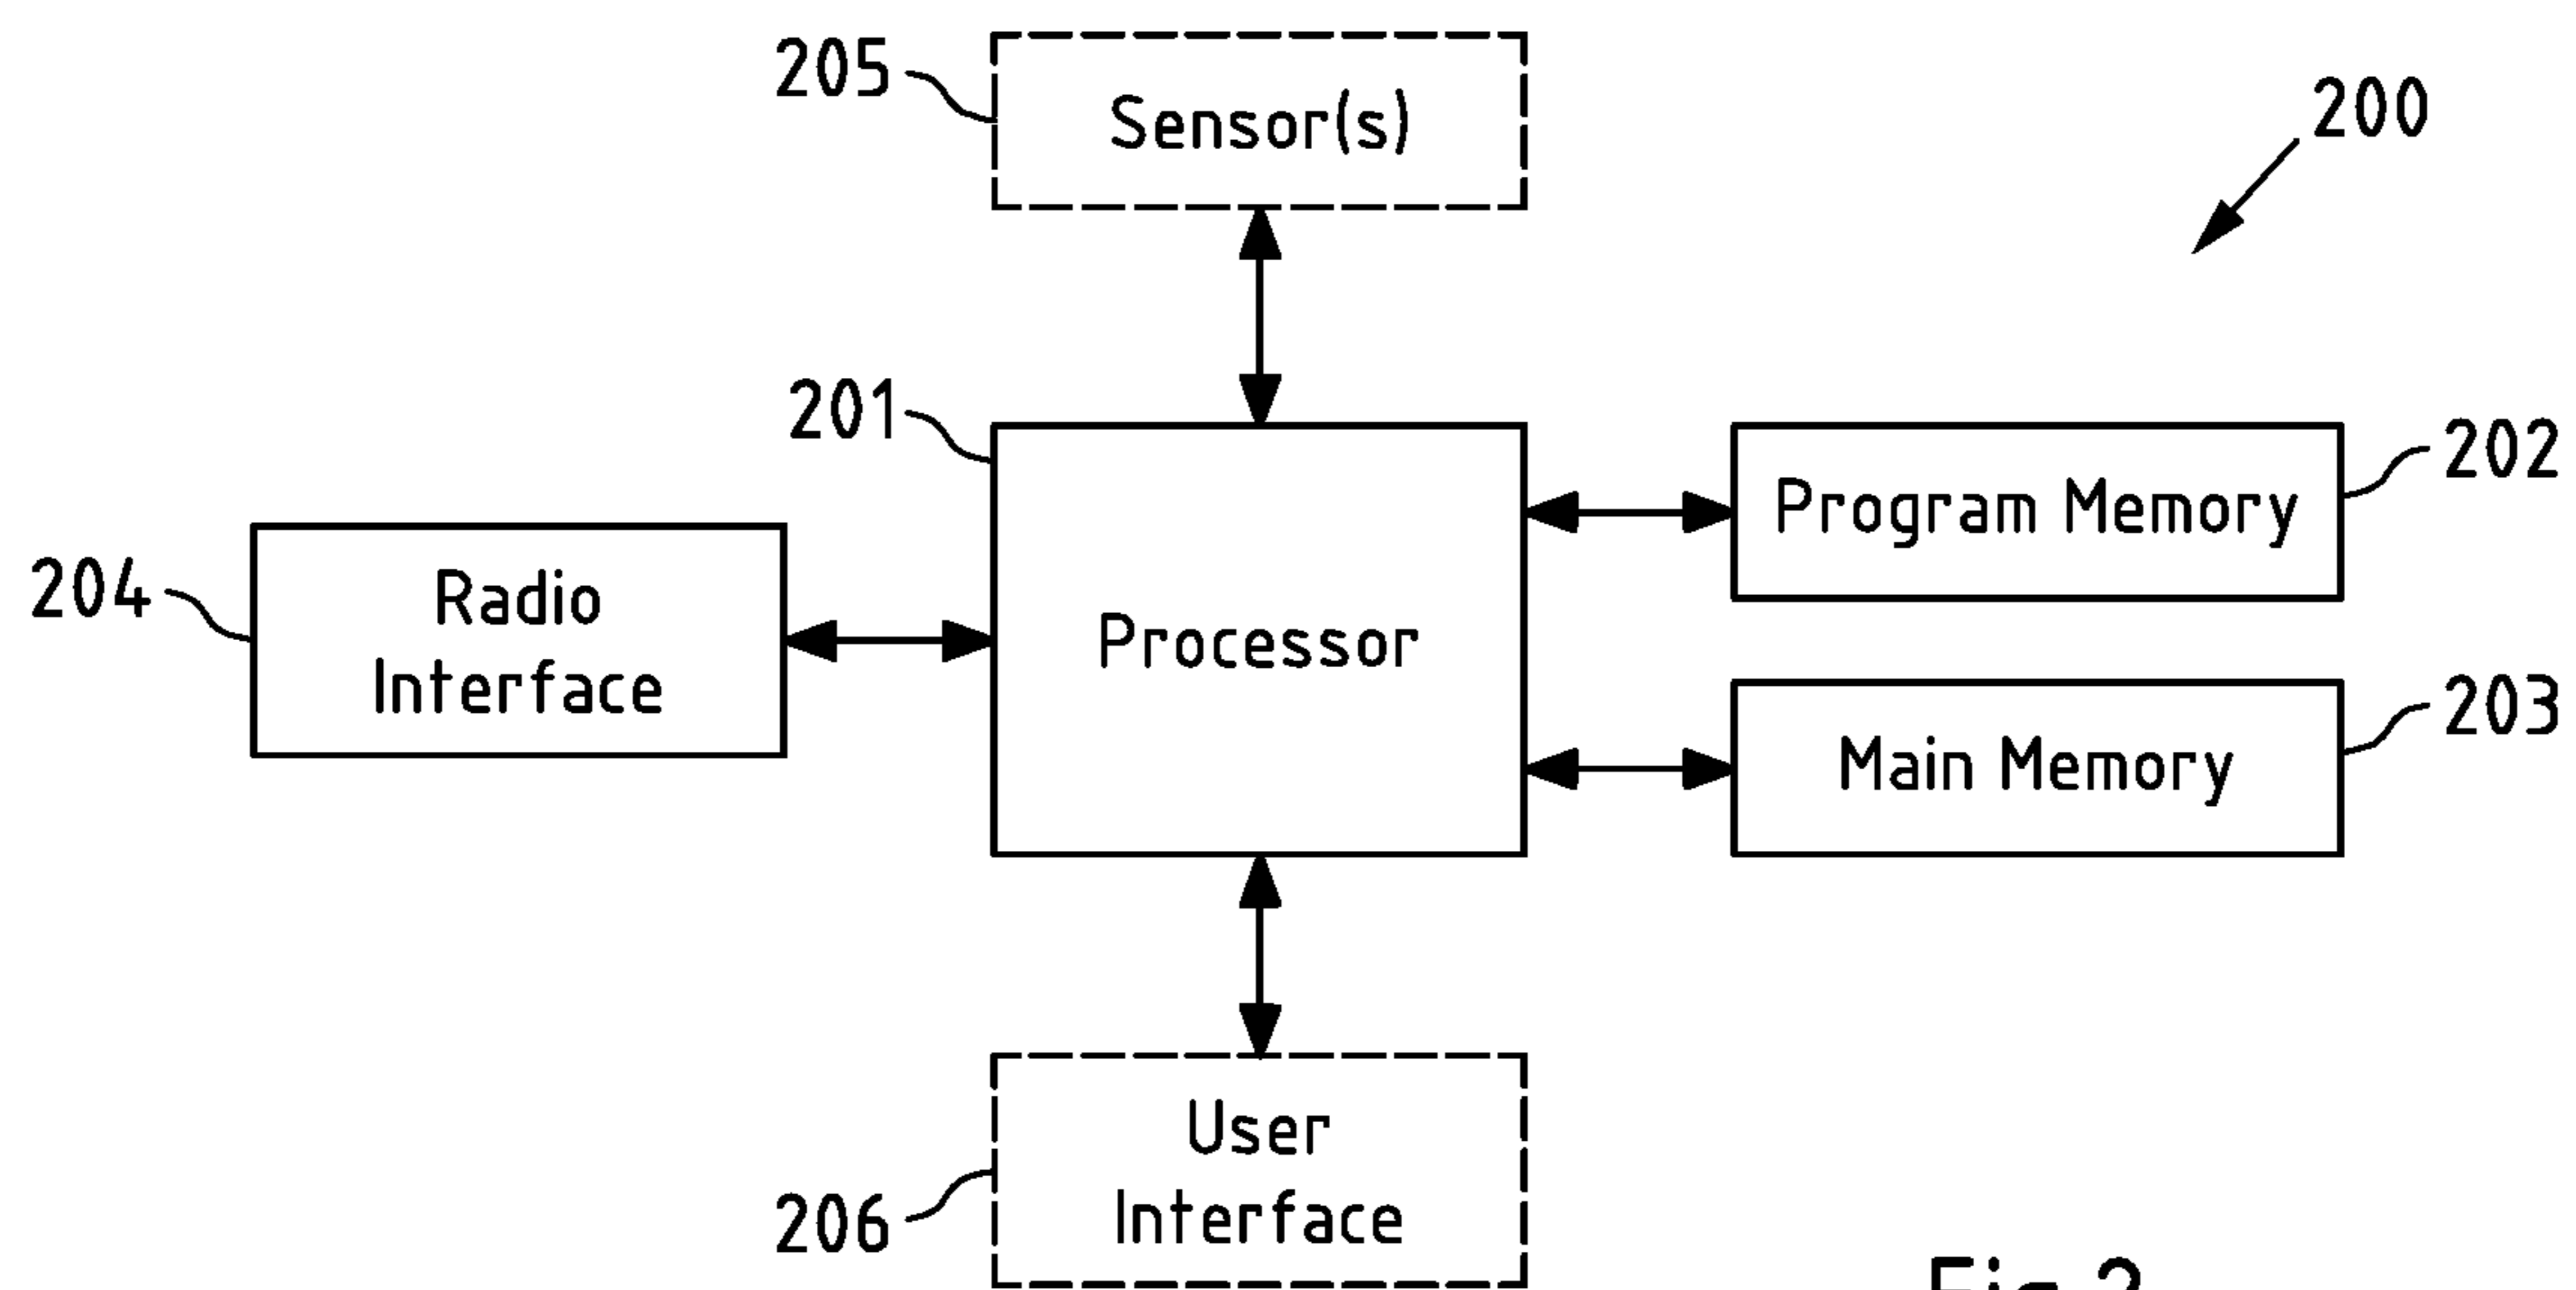 205
Sensor(s)
200
201
202
Program Memory
204
Radio
Interface
Processor
203
Main Memory
User
206
Interface